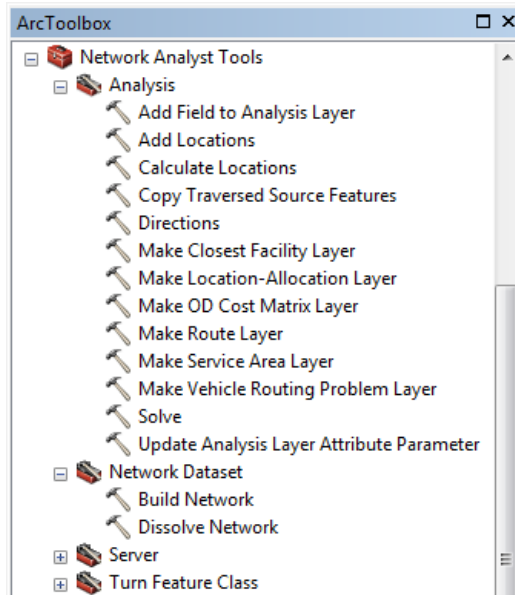 ArcToolbox
Network Analyst Tools
Analysis
Add Field to Analysis Layer
Add Locations
Calculate Locations
Copy Traversed Source Features
Directions
Make Closest Facility Layer
Make Location-Allocation Layer
Make OD Cost Matrix Layer
Make Route Layer
Make Service Area Layer
Make Vehicle Routing Problem Layer
Solve
Update Analysis Layer Attribute Parameter
Network Dataset
Build Network
Dissolve Network
Server
Turn Feature Class